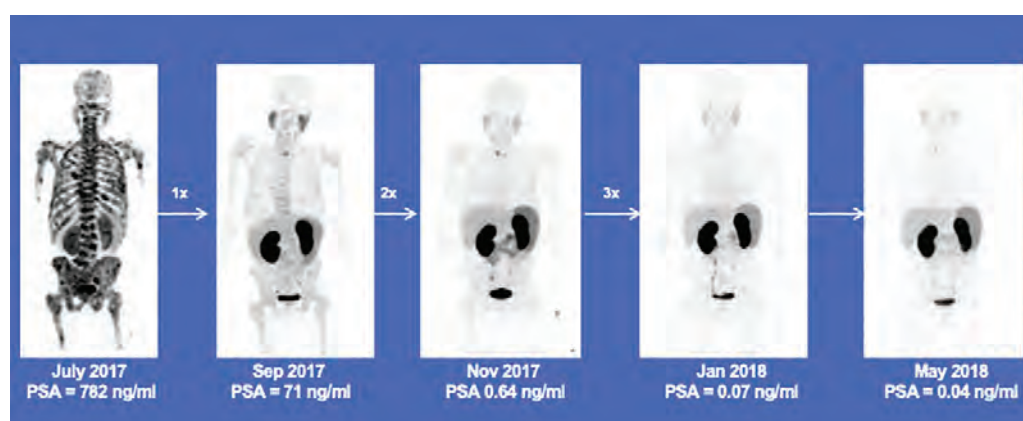 1x
2x
3x
July 2017
PSA = 782 ng/ml
Sep 2017
PSA = 71 ng/ml
Nov 2017
PSA 0.64 ng/ml
Jan 2018
PSA = 0.07 ng/ml
May 2018
PSA = 0.04 ng/ml